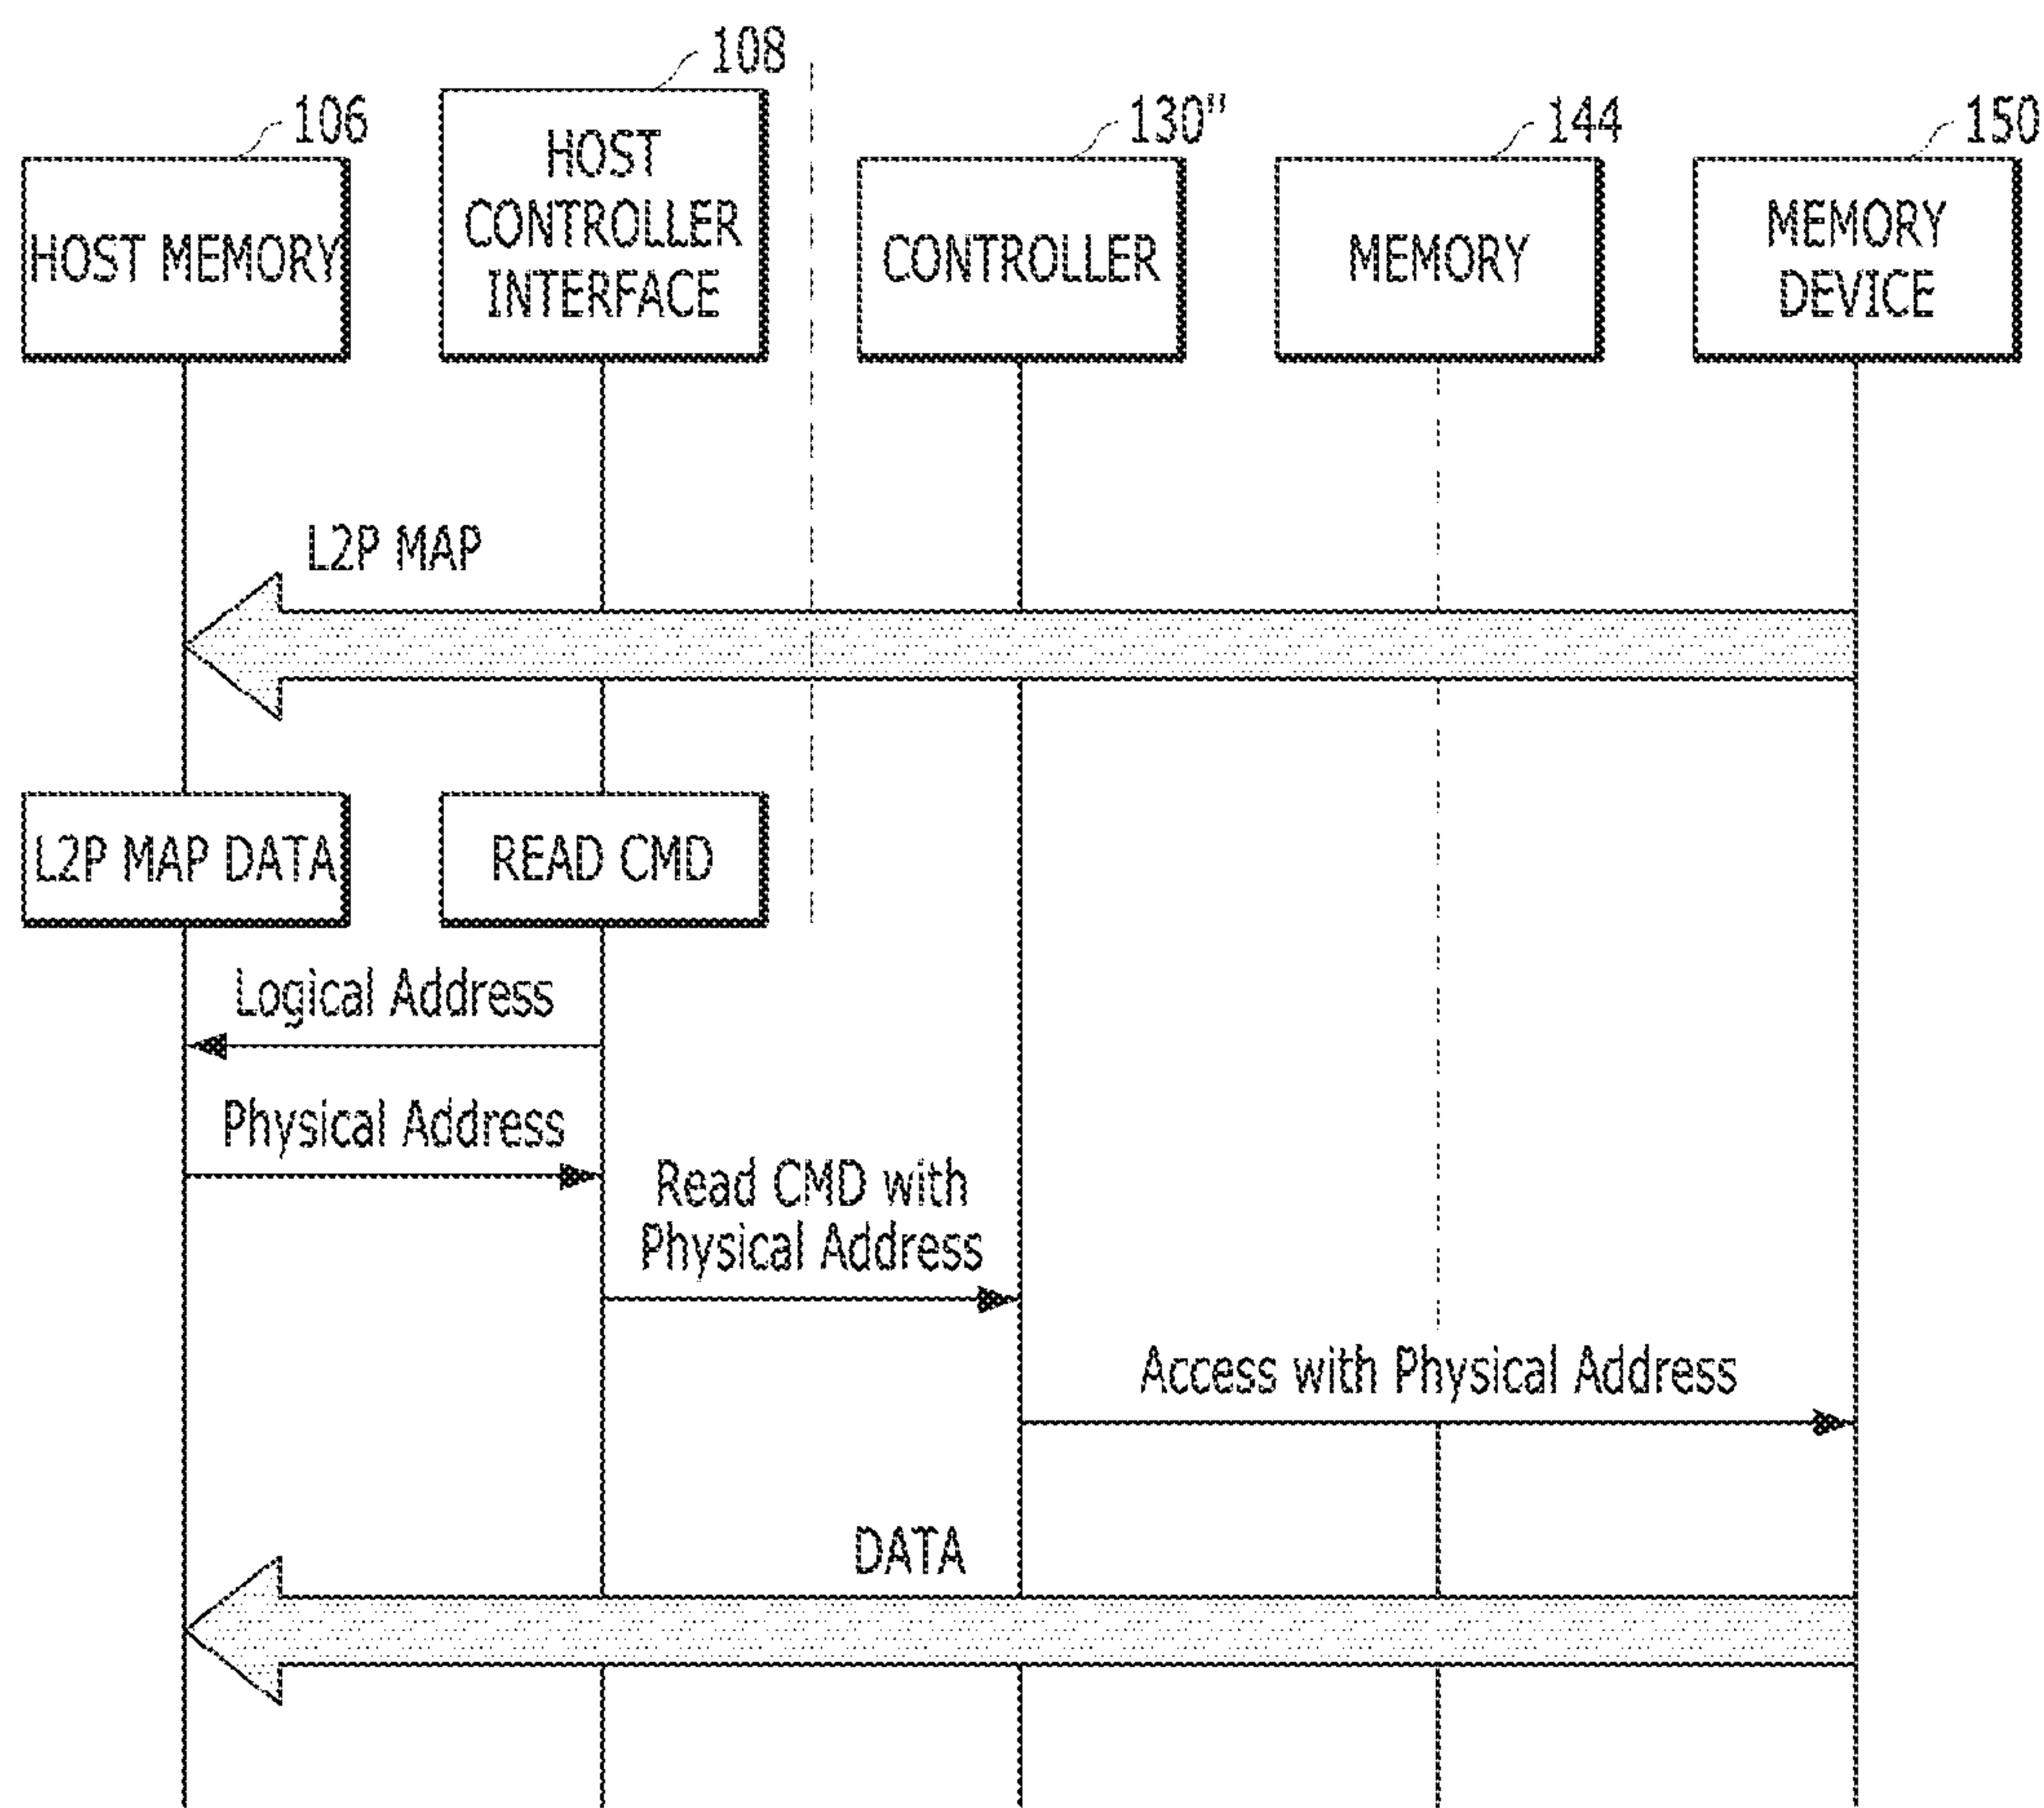 108
106
130"
144
150
HOST MEMORY
HOST
CONTROLLER
INTERFACE
CONTROLLER
MEMORY
MEMORY
DEVICE
L2P MAP
L2P MAP DATA
READ CMD
Logical Address
Physical Address
Read CMD with
Physical Address
Access with Physical Address
DATA